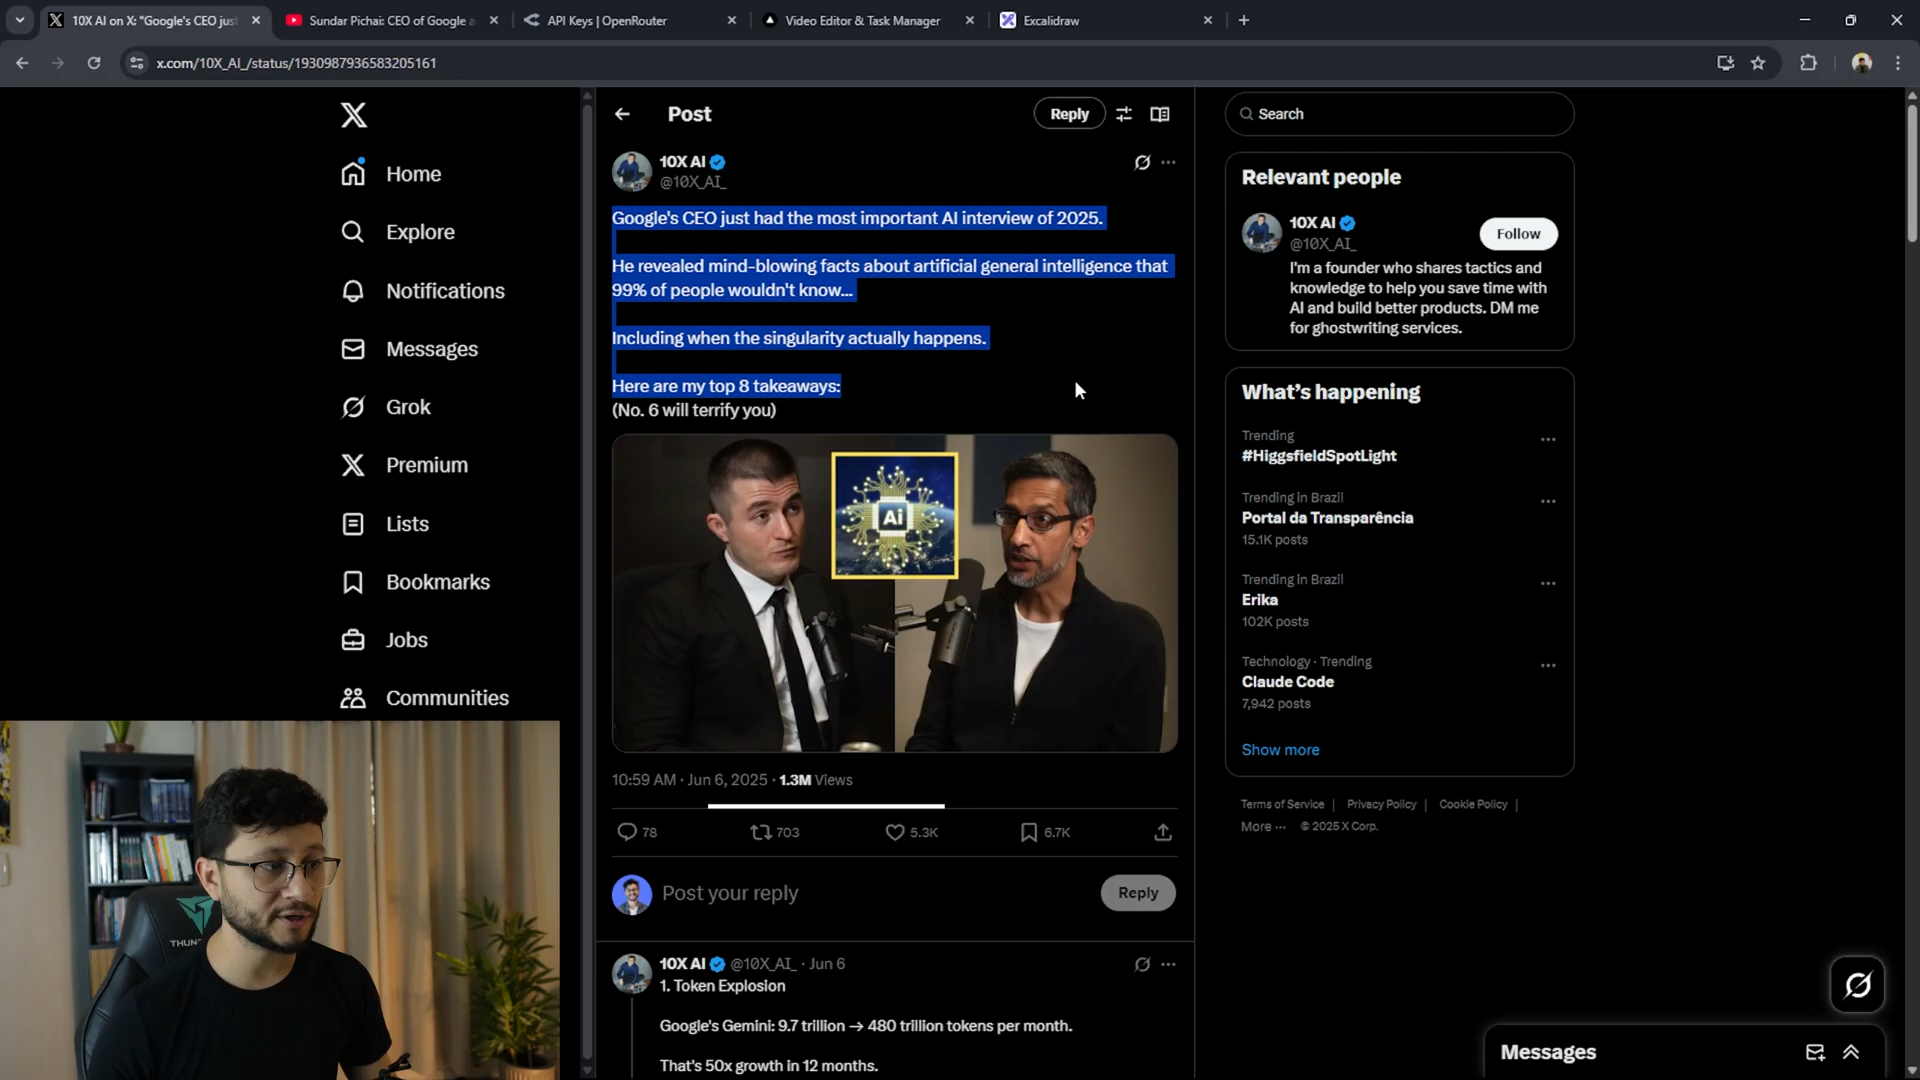 10X AI on X: "Google's CEO jus
Sundar Pichai: CEO of Google a
API Keys | OpenRouter
Video Editor & Task Manager
Excalidraw
x.com/10X_AI_/status/1930987936583205161
Home
Explore
Notifications
Messages
Grok
Premium
Lists
Bookmarks
Jobs
Communities
Post
Reply
10X AI
@10X_AI_
Google's CEO just had the most important AI interview of 2025.
He revealed mind-blowing facts about artificial general intelligence that
99% of people wouldn't know...
Including when the singularity actually happens.
Here are my top 8 takeaways:
(No. 6 will terrify you)
Ai
10:59 AM · Jun 6, 2025 · 1.3M Views
78
703
5.3K
6.7K
Post your reply
Reply
10X AI @10X_AI_ · Jun 6
1. Token Explosion
Google's Gemini: 9.7 trillion → 480 trillion tokens per month.
That's 50x growth in 12 months.
Search
Relevant people
10X AI
@10X_AI_
Follow
I'm a founder who shares tactics and
knowledge to help you save time with
AI and build better products. DM me
for ghostwriting services.
What's happening
Trending
#HiggsfieldSpotLight
Trending in Brazil
Portal da Transparência
15.1K posts
Trending in Brazil
Erika
102K posts
Technology · Trending
Claude Code
7,942 posts
Show more
Terms of Service | Privacy Policy | Cookie Policy |
More ··· © 2025 X Corp.
Messages